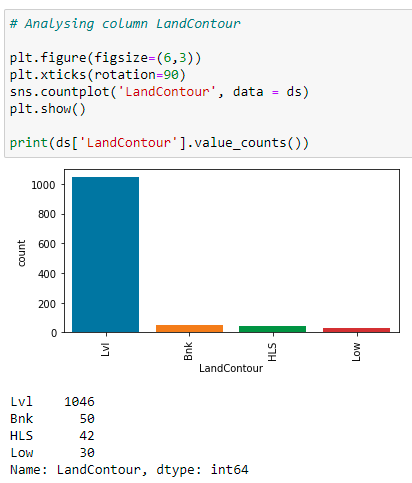 # Analysing column LandContour
plt.figure(figsize=(6,3))
plt.xticks(rotation=90)
sns.countplot('LandContour', data = ds)
plt.show()
print(ds['LandContour'].value_counts())
1000
800
600
400
200
0
count
Lvl
Bnk
HLS
Low
LandContour
Lvl 1046
Bnk 50
HLS 42
Low 30
Name: LandContour, dtype: int64